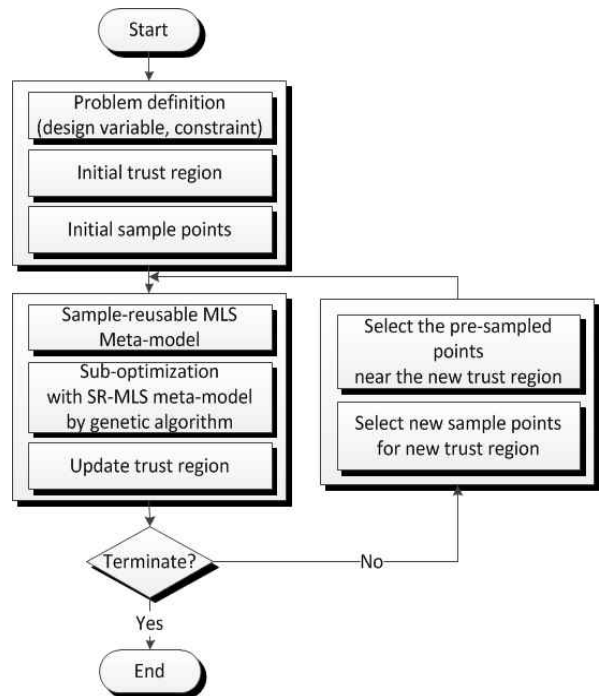 Start
Problem definition
(design variable, constraint)
Initial trust region
Initial sample points
Sample-reusable MLS
Meta-model
Sub-optimization
with SR-MLS meta-model
by genetic algorithm
Update trust region
Select the pre-sampled
points
near the new trust region
Select new sample points
for new trust region
Terminate?
No
Yes
End